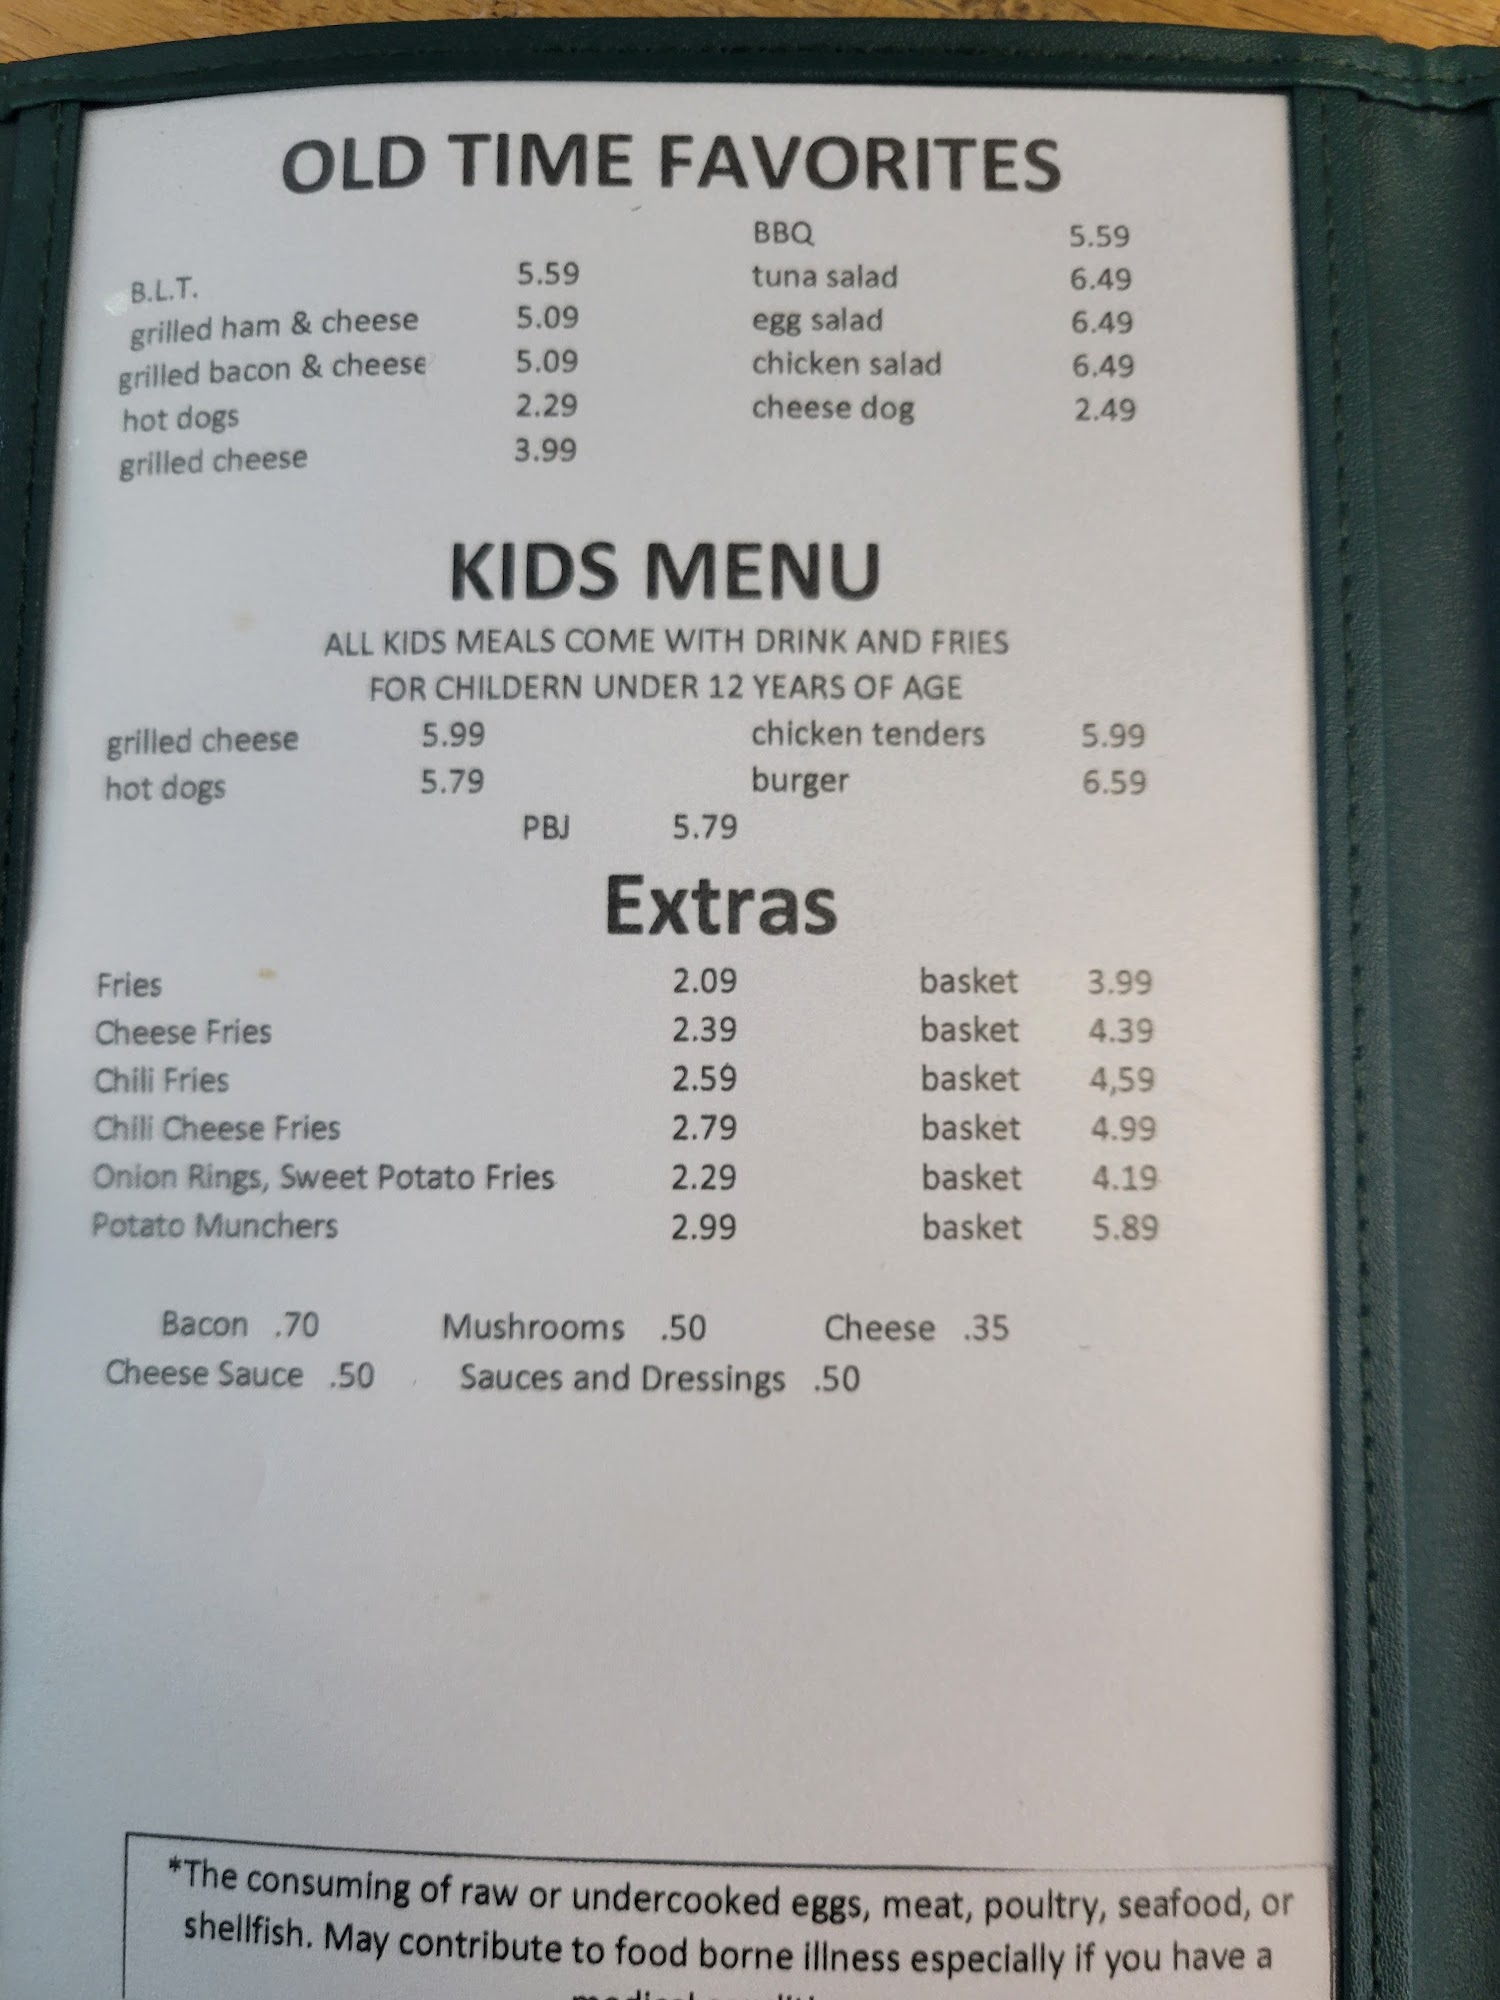 OLD TIME FAVORITES
BBQ 5.59
B.L.T. 5.59 tuna salad 6.49
grilled ham & cheese 5.09 egg salad 6.49
grilled bacon & cheese 5.09 chicken salad 6.49
hot dogs 2.29 cheese dog 2.49
grilled cheese 3.99
KIDS MENU
ALL KIDS MEALS COME WITH DRINK AND FRIES
FOR CHILDERN UNDER 12 YEARS OF AGE
grilled cheese 5.99 chicken tenders 5.99
hot dogs 5.79 burger 6.59
PBJ 5.79
Extras
Fries 2.09 basket 3.99
Cheese Fries 2.39 basket 4.39
Chili Fries 2.59 basket 4,59
Chili Cheese Fries 2.79 basket 4.99
Onion Rings, Sweet Potato Fries 2.29 basket 4.19
Potato Munchers 2.99 basket 5.89
Bacon .70 Mushrooms .50 Cheese .35
Cheese Sauce .50 Sauces and Dressings .50
*The consuming of raw or undercooked eggs, meat, poultry, seafood, or
shellfish. May contribute to food borne illness especially if you have a